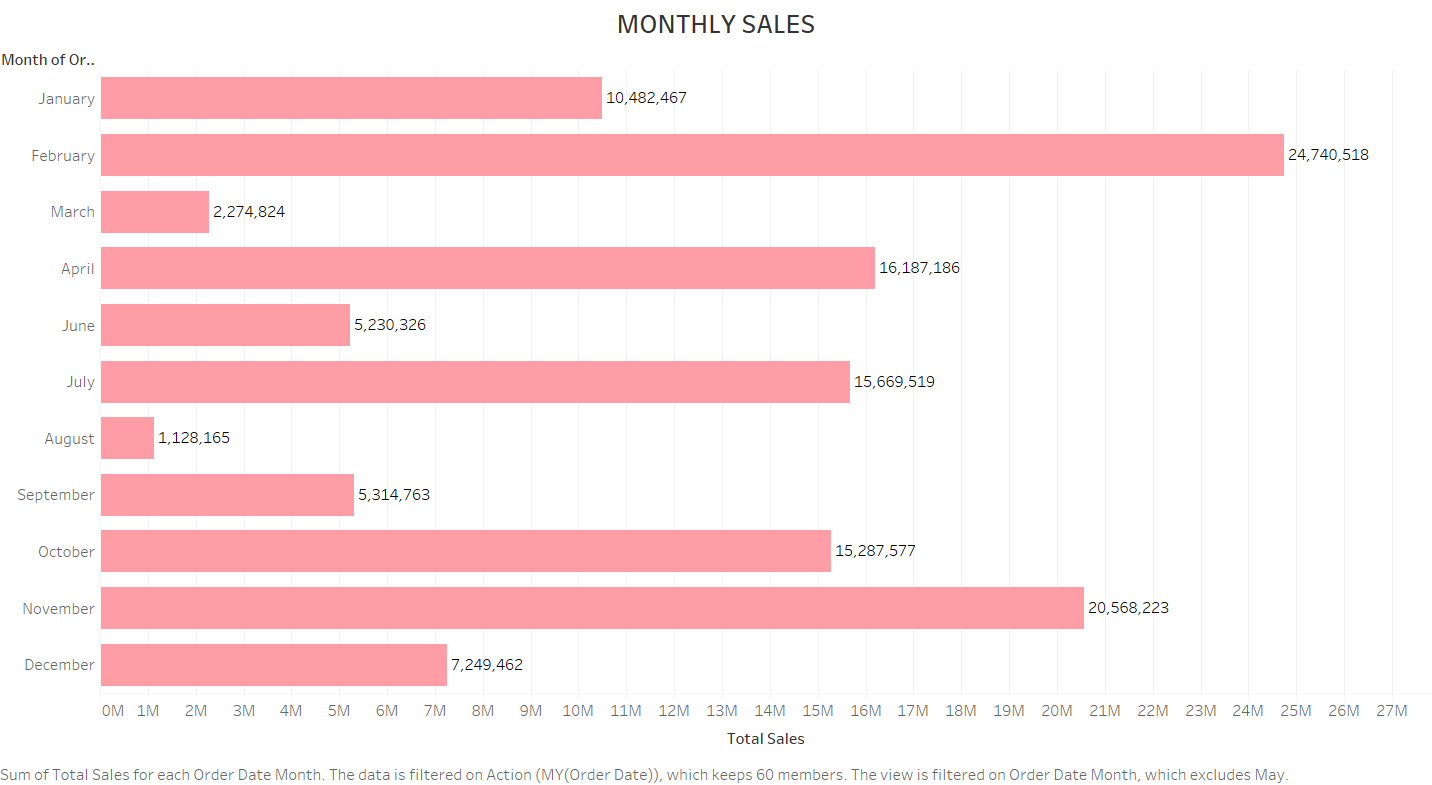 MONTHLY SALES
Month of Or..
January 10,482,467
February 24,740,518
March 2,274,824
April 16,187,186
June 5,230,326
July 15,669,519
August 1,128,165
September 5,314,763
October 15,287,577
November 20,568,223
December 7,249,462
0M 1M 2M 3M 4M 5M 6M 7M 8M 9M 10M 11M 12M 13M 14M 15M 16M 17M 18M 19M 20M 21M 22M 23M 24M 25M 26M 27M
Total Sales
Sum of Total Sales for each Order Date Month. The data is filtered on Action (MY(Order Date)), which keeps 60 members. The view is filtered on Order Date Month, which excludes May.